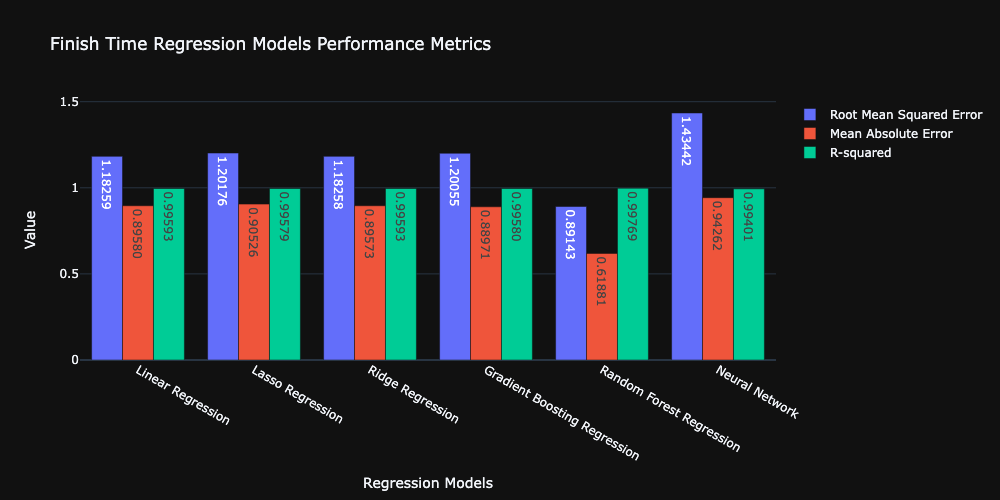 Finish Time Regression Models Performance Metrics
1.5
1
0.5
0
Value
1.18259
0.89580
0.99593
1.20176
0.90526
0.99579
1.18258
0.89573
0.99593
1.20055
0.88971
0.99580
0.89143
0.61881
0.99769
1.43442
0.94262
0.99401
Linear Regression
Lasso Regression
Ridge Regression
Gradient Boosting Regression
Random Forest Regression
Neural Network
Regression Models
Root Mean Squared Error
Mean Absolute Error
R-squared